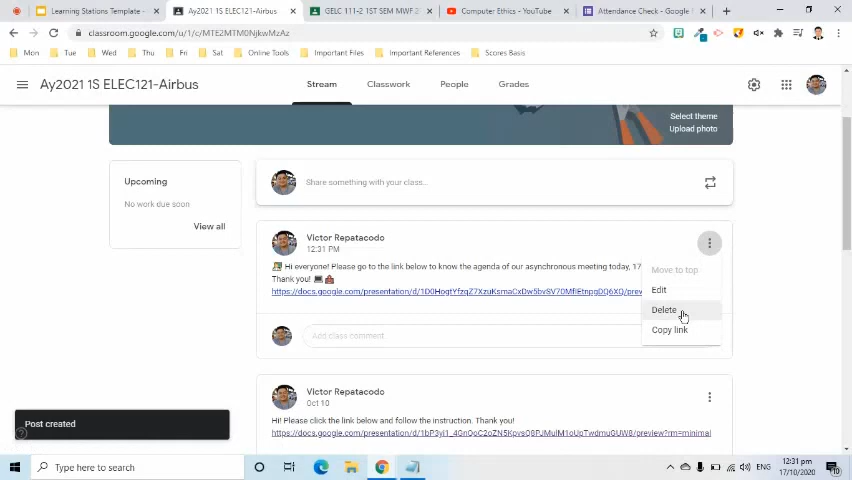 Learning Stations Template -
Ay2021 1S ELEC121-Airbus
GELC 111-2 1ST SEM MWF
Computer Ethics - YouTube
Attendance Check - Google
classroom.google.com/u/1/c/MTE2MTM0NjkwMzAz
Mon
Tue
Wed
Thu
Fri
Sat
Online Tools
Important Files
Important References
Scores Basis
Ay2021 1S ELEC121-Airbus
Stream
Classwork
People
Grades
Select theme
Upload photo
Upcoming
No work due soon
View all
Share something with your class...
Victor Repatacodo
12:31 PM
Hi everyone! Please go to the link below to know the agenda of our asynchronous meeting today, 17
Thank you!
Move to top
Edit
Delete
Copy link
Add class comment
Victor Repatacodo
Oct 10
Hi! Please click the link below and follow the instruction. Thank you!
Post created
Type here to search
ENG
12:31 pm
17/10/2020